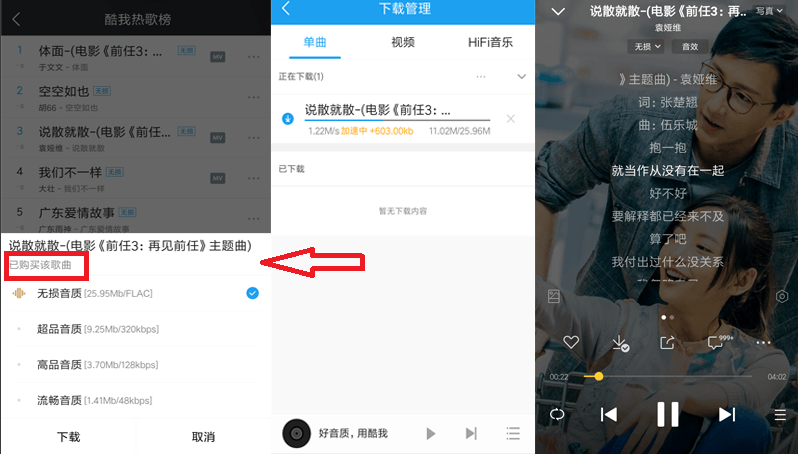 酷我热歌榜
1 体面-(电影《前任3：再见前任... 无损
于文文 - 体面
MV
2 空空如也 无损
胡66 - 空空如也
3 说散就散-(电影《前任... 无损
袁娅维 - 说散就散
MV
4 我们不一样 无损
大壮 - 我们不一样
MV
5 广东爱情故事 无损
广东雨神 - 广东爱情故事
说散就散-(电影《前任3：再见前任》主题曲)
已购买该歌曲
无损音质 [25.95Mb/FLAC]
超品音质 [9.25Mb/320kbps]
高品音质 [3.70Mb/128kbps]
流畅音质 [1.41Mb/48kbps]
下载 取消
下载管理
单曲 视频 HiFi音乐
正在下载(1)
说散就散-(电影《前任3：再...
1.22M/s 加速中 +603.00kb 11.02M/25.96M
已下载
暂无下载内容
好音质，用酷我
说散就散-(电影《前任3：再.. 写真
袁娅维
无损 音效
》主题曲) - 袁娅维
词：张楚翘
曲：伍乐城
抱一抱
就当作从没有在一起
好不好
要解释都已经来不及
算了吧
我付出过什么没关系
999+
00:22 04:02